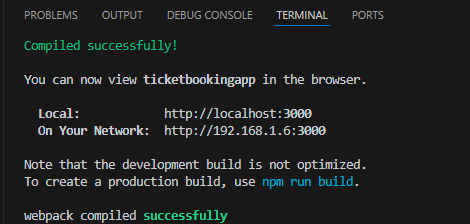 PROBLEMS OUTPUT DEBUG CONSOLE TERMINAL PORTS
Compiled successfully!
You can now view ticketbookingapp in the browser.
Local: http://localhost:3000
On Your Network: http://192.168.1.6:3000
Note that the development build is not optimized.
To create a production build, use npm run build.
webpack compiled successfully